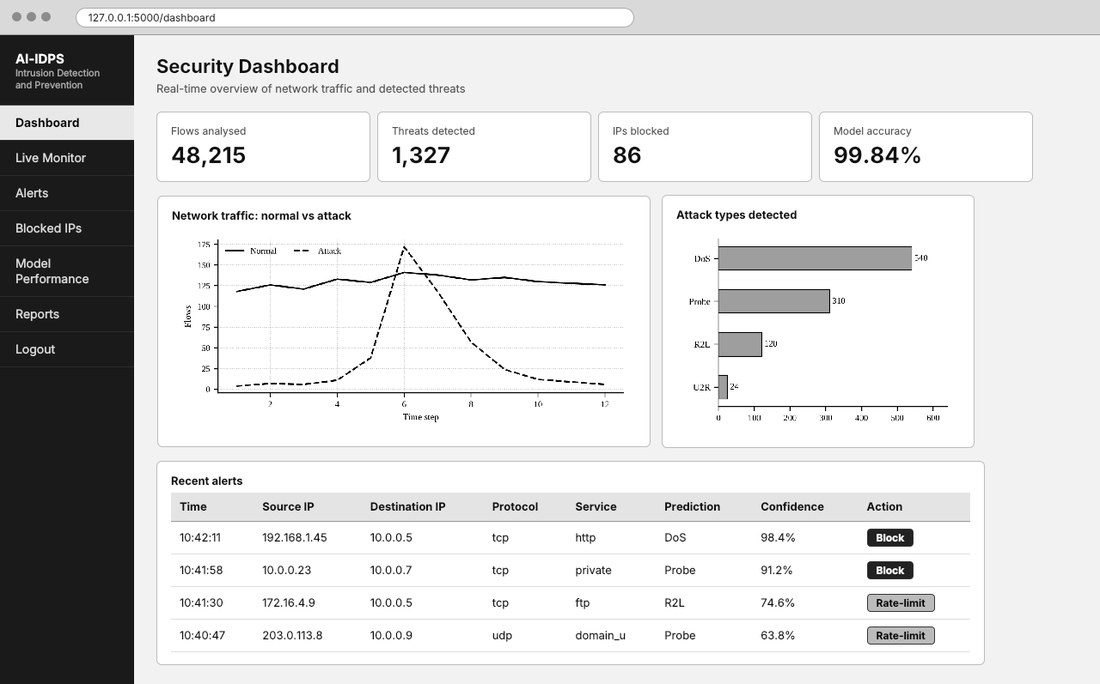 127.0.0.1:5000/dashboard
AI-IDPS
Intrusion Detection
and Prevention
Dashboard
Live Monitor
Alerts
Blocked IPs
Model
Performance
Reports
Logout
Security Dashboard
Real-time overview of network traffic and detected threats
Flows analysed
48,215
Threats detected
1,327
IPs blocked
86
Model accuracy
99.84%
Network traffic: normal vs attack
Normal Attack
175
150
125
100
75
50
25
0
Flows
2 4 6 8 10 12
Time step
Attack types detected
DoS 540
Probe 310
R2L 120
U2R 24
0 100 200 300 400 500 600
Recent alerts
Time Source IP Destination IP Protocol Service Prediction Confidence Action
10:42:11 192.168.1.45 10.0.0.5 tcp http DoS 98.4% Block
10:41:58 10.0.0.23 10.0.0.7 tcp private Probe 91.2% Block
10:41:30 172.16.4.9 10.0.0.5 tcp ftp R2L 74.6% Rate-limit
10:40:47 203.0.113.8 10.0.0.9 udp domain_u Probe 63.8% Rate-limit